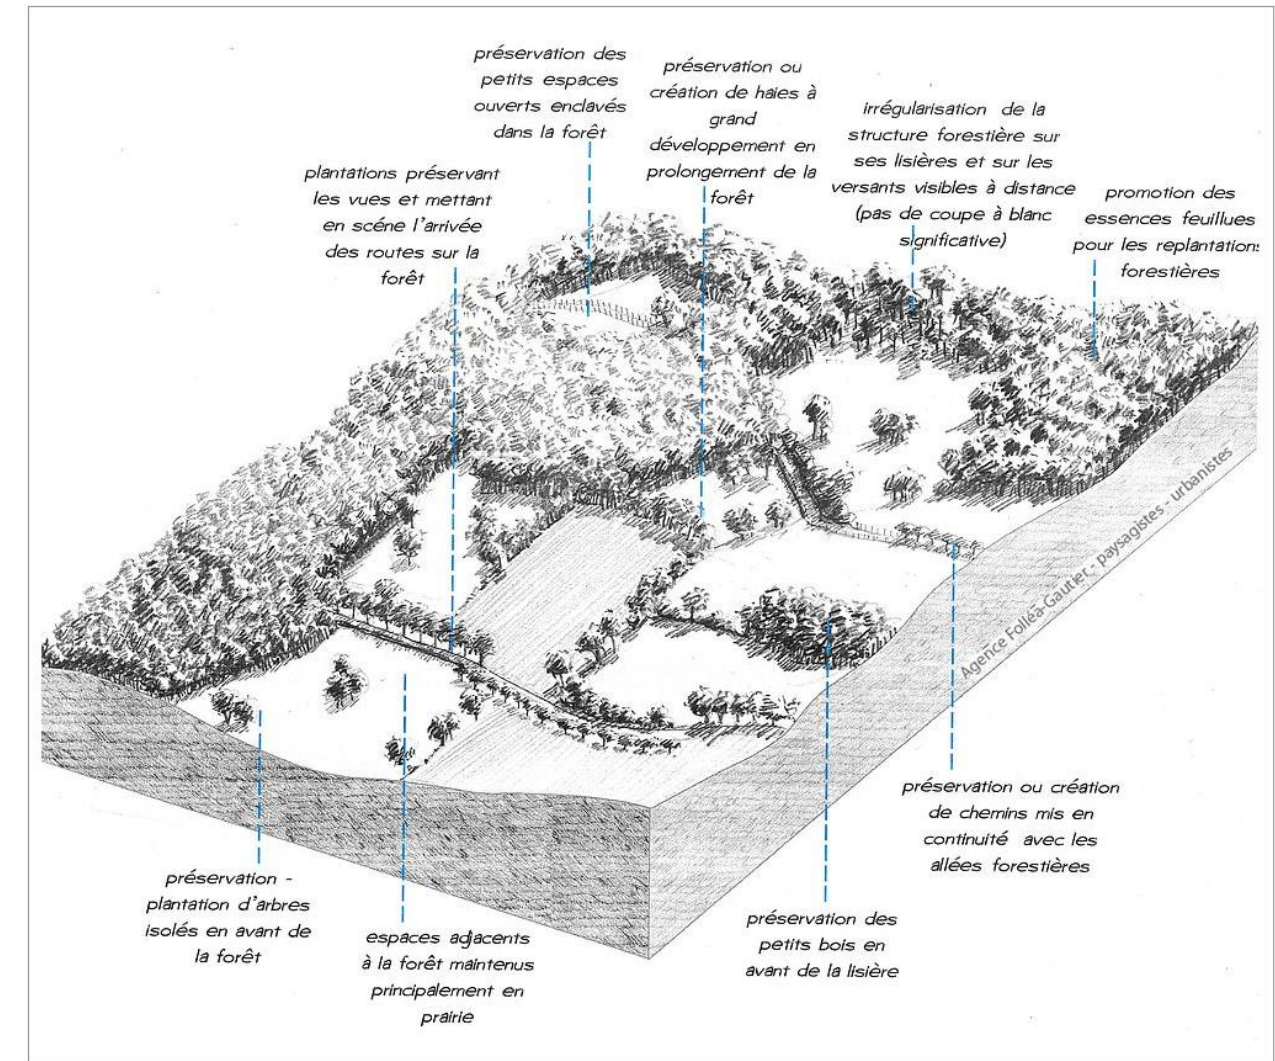 préservation des
petits espaces
ouverts enclavés
dans la forêt
préservation ou
création de haies à
grand
développement en
prolongement de la
forêt
irrégularisation de la
structure forestière sur
ses lisières et sur les
versants visibles à distance
(pas de coupe à blanc
significative)
promotion des
essences feuillues
pour les replantations
forestières
plantations préservant
les vues et mettant
en scéne l'arrivée
des routes sur la
forêt
Agence Folléa-Gautier - paysagistes - urbanistes
préservation ou création
de chemins mis en
continuité avec les
allées forestières
préservation -
plantation d'arbres
isolés en avant de
la forêt
espaces adjacents
à la forêt maintenus
principalement en
prairie
préservation des
petits bois en
avant de la lisière